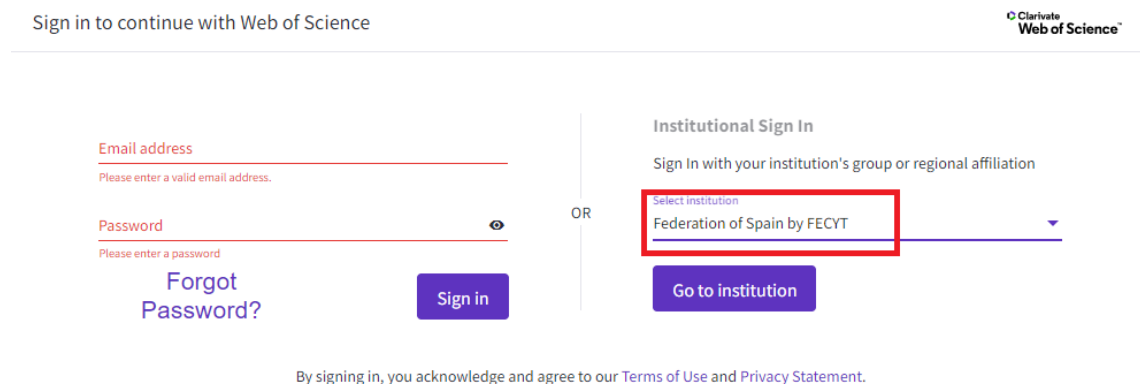 Sign in to continue with Web of Science
Clarivate
Web of Science™
Email address
Please enter a valid email address.
Password
Please enter a password
Forgot
Password?
Sign in
OR
Institutional Sign In
Sign In with your institution's group or regional affiliation
Select institution
Federation of Spain by FECYT
Go to institution
By signing in, you acknowledge and agree to our Terms of Use and Privacy Statement.